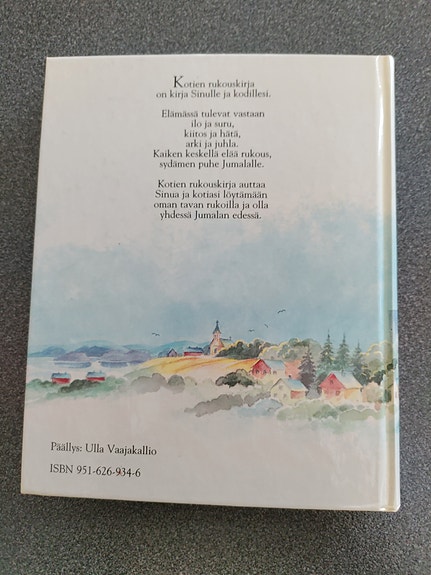 Kotien rukouskirja
on kirja Sinulle ja kodillesi.
Elämässä tulevat vastaan
ilo ja suru,
kiitos ja hätä,
arki ja juhla.
Kaiken keskellä elää rukous,
sydämen puhe Jumalalle.
Kotien rukouskirja auttaa
Sinua ja kotiasi löytämään
oman tavan rukoilla ja olla
yhdessä Jumalan edessä.
Päällys: Ulla Vaajakallio
ISBN 951-626-934-6